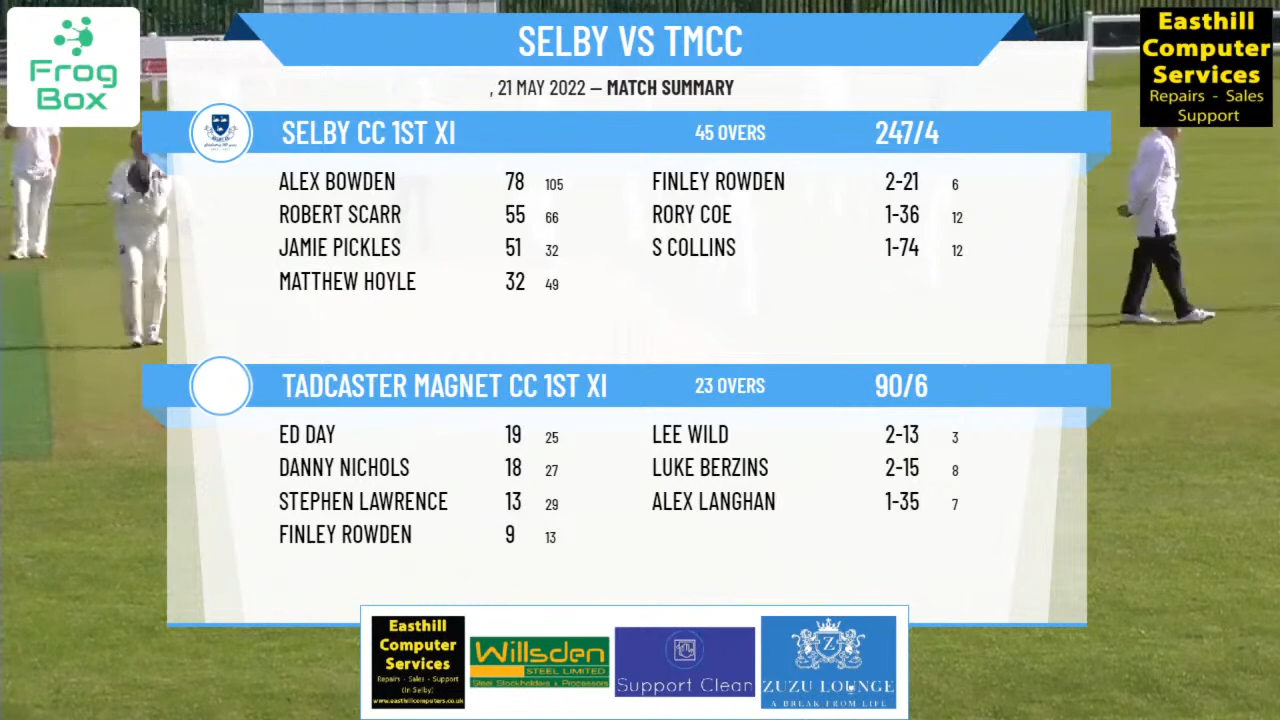 Frog
Box
SELBY VS TMCC
Easthill
Computer
Services
Repairs - Sales
Support
, 21 MAY 2022 – MATCH SUMMARY
SELBY CC 1ST XI 45 OVERS 247/4
ALEX BOWDEN 78 105 FINLEY ROWDEN 2-21 6
ROBERT SCARR 55 66 RORY COE 1-36 12
JAMIE PICKLES 51 32 S COLLINS 1-74 12
MATTHEW HOYLE 32 49
TADCASTER MAGNET CC 1ST XI 23 OVERS 90/6
ED DAY 19 25 LEE WILD 2-13 3
DANNY NICHOLS 18 27 LUKE BERZINS 2-15 8
STEPHEN LAWRENCE 13 29 ALEX LANGHAN 1-35 7
FINLEY ROWDEN 9 13
Easthill
Computer
Services
Repairs - Sales - Support
(In Selby)
www.easthillcomputers.co.uk
Willsden
STEEL LIMITED
Steel Stockholders & Processors
Support Clean
Z
ZUZU LOUNGE
A BREAK FROM LIFE